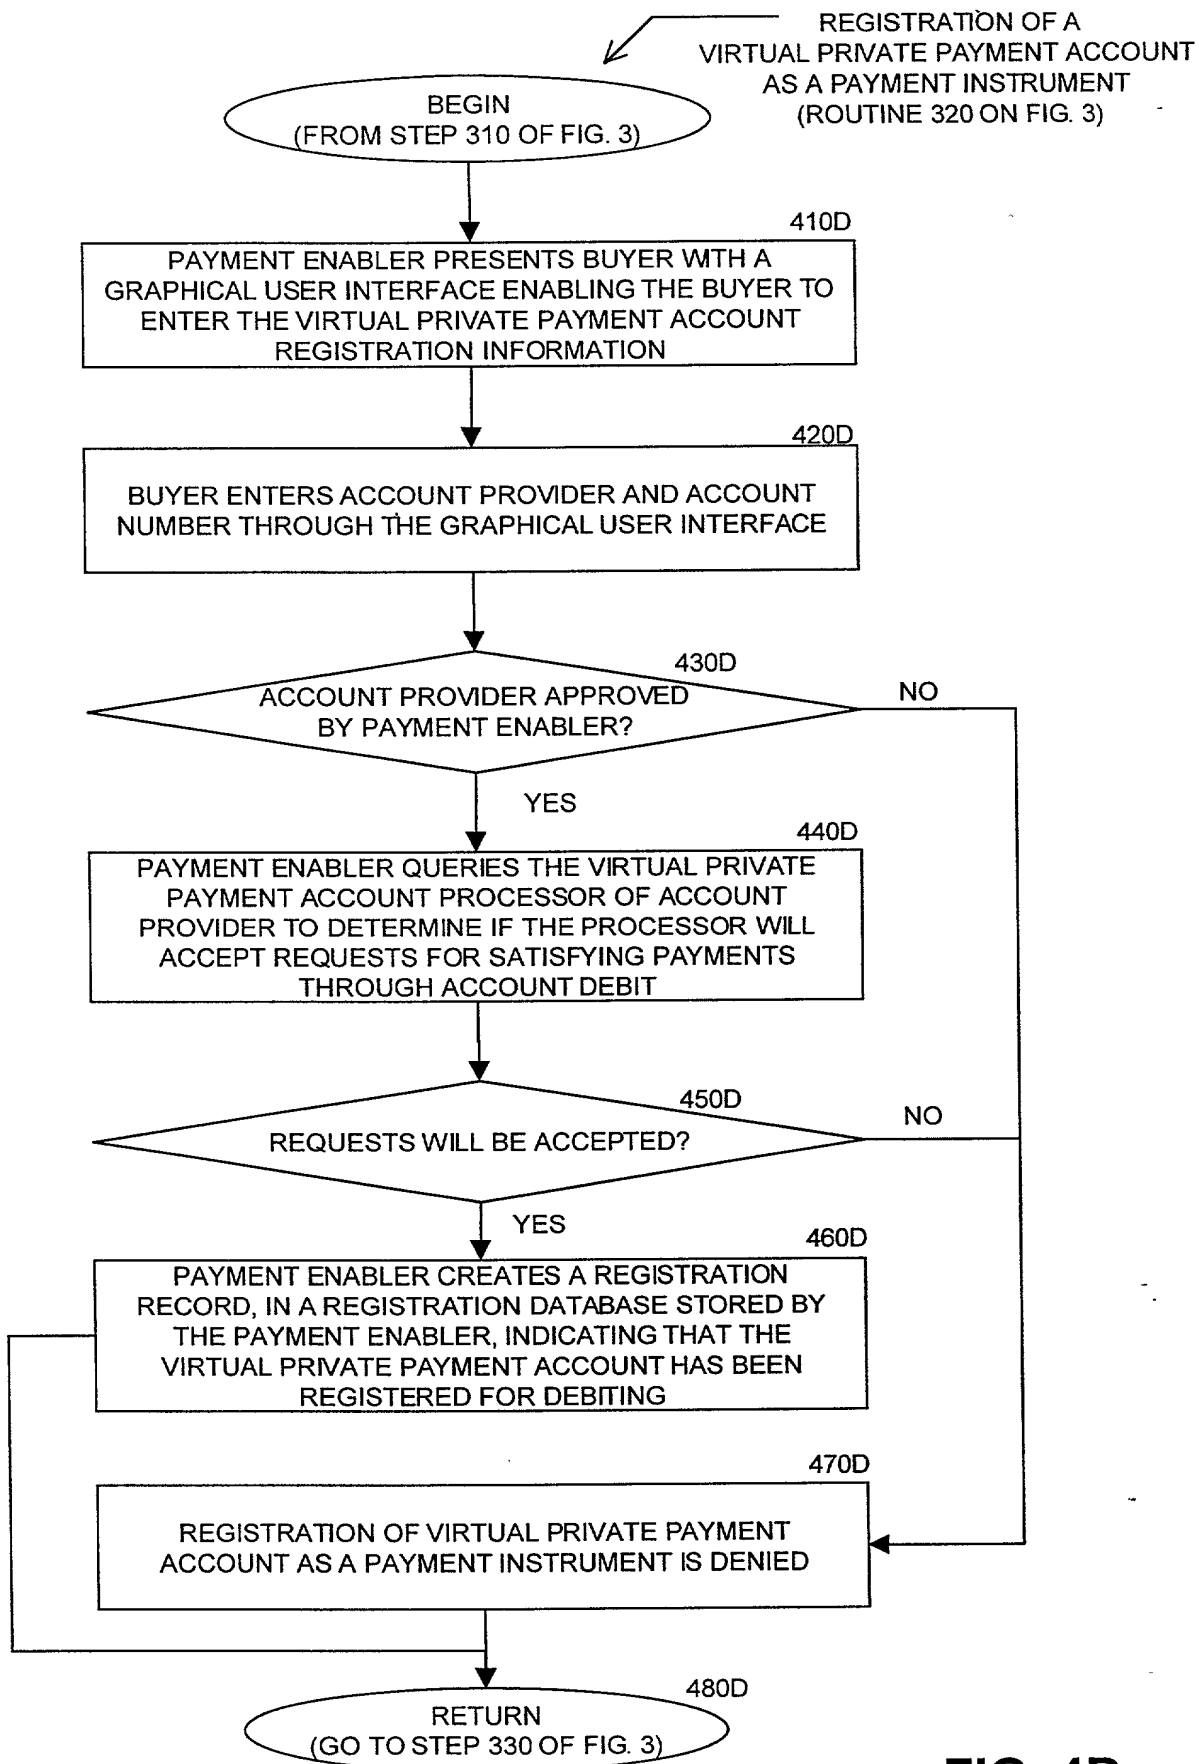 REGISTRATION OF A
VIRTUAL PRIVATE PAYMENT ACCOUNT
AS A PAYMENT INSTRUMENT
(ROUTINE 320 ON FIG. 3)
BEGIN
(FROM STEP 310 OF FIG. 3)
410D
PAYMENT ENABLER PRESENTS BUYER WITH A
GRAPHICAL USER INTERFACE ENABLING THE BUYER TO
ENTER THE VIRTUAL PRIVATE PAYMENT ACCOUNT
REGISTRATION INFORMATION
420D
BUYER ENTERS ACCOUNT PROVIDER AND ACCOUNT
NUMBER THROUGH THE GRAPHICAL USER INTERFACE
430D
ACCOUNT PROVIDER APPROVED
BY PAYMENT ENABLER?
NO
YES
440D
PAYMENT ENABLER QUERIES THE VIRTUAL PRIVATE
PAYMENT ACCOUNT PROCESSOR OF ACCOUNT
PROVIDER TO DETERMINE IF THE PROCESSOR WILL
ACCEPT REQUESTS FOR SATISFYING PAYMENTS
THROUGH ACCOUNT DEBIT
450D
REQUESTS WILL BE ACCEPTED?
NO
YES
460D
PAYMENT ENABLER CREATES A REGISTRATION
RECORD, IN A REGISTRATION DATABASE STORED BY
THE PAYMENT ENABLER, INDICATING THAT THE
VIRTUAL PRIVATE PAYMENT ACCOUNT HAS BEEN
REGISTERED FOR DEBITING
470D
REGISTRATION OF VIRTUAL PRIVATE PAYMENT
ACCOUNT AS A PAYMENT INSTRUMENT IS DENIED
480D
RETURN
(GO TO STEP 330 OF FIG. 3)